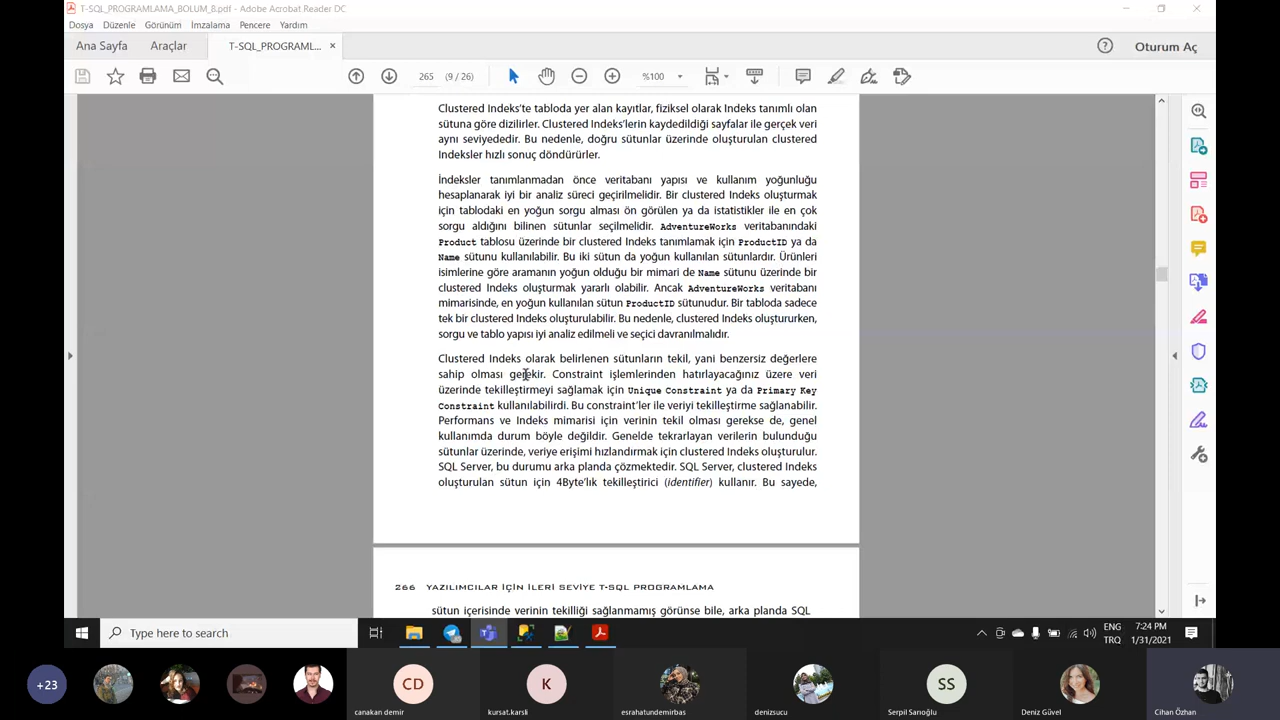 T-SQL_PROGRAMLAMA_BOLUM_8.pdf - Adobe Acrobat Reader DC
Dosya Düzenle Görünüm İmzalama Pencere Yardım
Ana Sayfa Araçlar T-SQL_PROGRAML... × Oturum Aç
265 (9 / 26) %100
Clustered Indeks'te tabloda yer alan kayıtlar, fiziksel olarak Indeks tanımlı olan
sütuna göre dizilirler. Clustered Indeks'lerin kaydedildiği sayfalar ile gerçek veri
aynı seviyededir. Bu nedenle, doğru sütunlar üzerinde oluşturulan clustered
Indeksler hızlı sonuç döndürürler.
İndeksler tanımlanmadan önce veritabanı yapısı ve kullanım yoğunluğu
hesaplanarak iyi bir analiz süreci geçirilmelidir. Bir clustered Indeks oluşturmak
için tablodaki en yoğun sorgu alması ön görülen ya da istatistikler ile en çok
sorgu aldığını bilinen sütunlar seçilmelidir. AdventureWorks veritabanındaki
Product tablosu üzerinde bir clustered Indeks tanımlamak için ProductID ya da
Name sütunu kullanılabilir. Bu iki sütun da yoğun kullanılan sütunlardır. Ürünleri
isimlerine göre aramanın yoğun olduğu bir mimari de Name sütunu üzerinde bir
clustered Indeks oluşturmak yararlı olabilir. Ancak AdventureWorks veritabanı
mimarisinde, en yoğun kullanılan sütun ProductID sütunudur. Bir tabloda sadece
tek bir clustered Indeks oluşturulabilir. Bu nedenle, clustered Indeks oluştururken,
sorgu ve tablo yapısı iyi analiz edilmeli ve seçici davranılmalıdır.
Clustered Indeks olarak belirlenen sütunların tekil, yani benzersiz değerlere
sahip olması gerekir. Constraint işlemlerinden hatırlayacağınız üzere veri
üzerinde tekilleştirmeyi sağlamak için Unique Constraint ya da Primary Key
Constraint kullanılabilirdi. Bu constraint'ler ile veriyi tekilleştirme sağlanabilir.
Performans ve Indeks mimarisi için verinin tekil olması gerekse de, genel
kullanımda durum böyle değildir. Genelde tekrarlayan verilerin bulunduğu
sütunlar üzerinde, veriye erişimi hızlandırmak için clustered Indeks oluşturulur.
SQL Server, bu durumu arka planda çözmektedir. SQL Server, clustered Indeks
oluşturulan sütun için 4Byte'lık tekilleştirici (identifier) kullanır. Bu sayede,
266 YAZILIMCILAR İÇİN İLERİ SEVİYE T-SQL PROGRAMLAMA
sütun içerisinde verinin tekilliği sağlanmamış görünse bile, arka planda SQL
Type here to search
ENG
TRQ
7:24 PM
1/31/2021
+23 CD K SS
canakan demir kursat.karsli esrahatundemirbas denizsucu Serpil Sarıoğlu Deniz Güvel Cihan Özhan